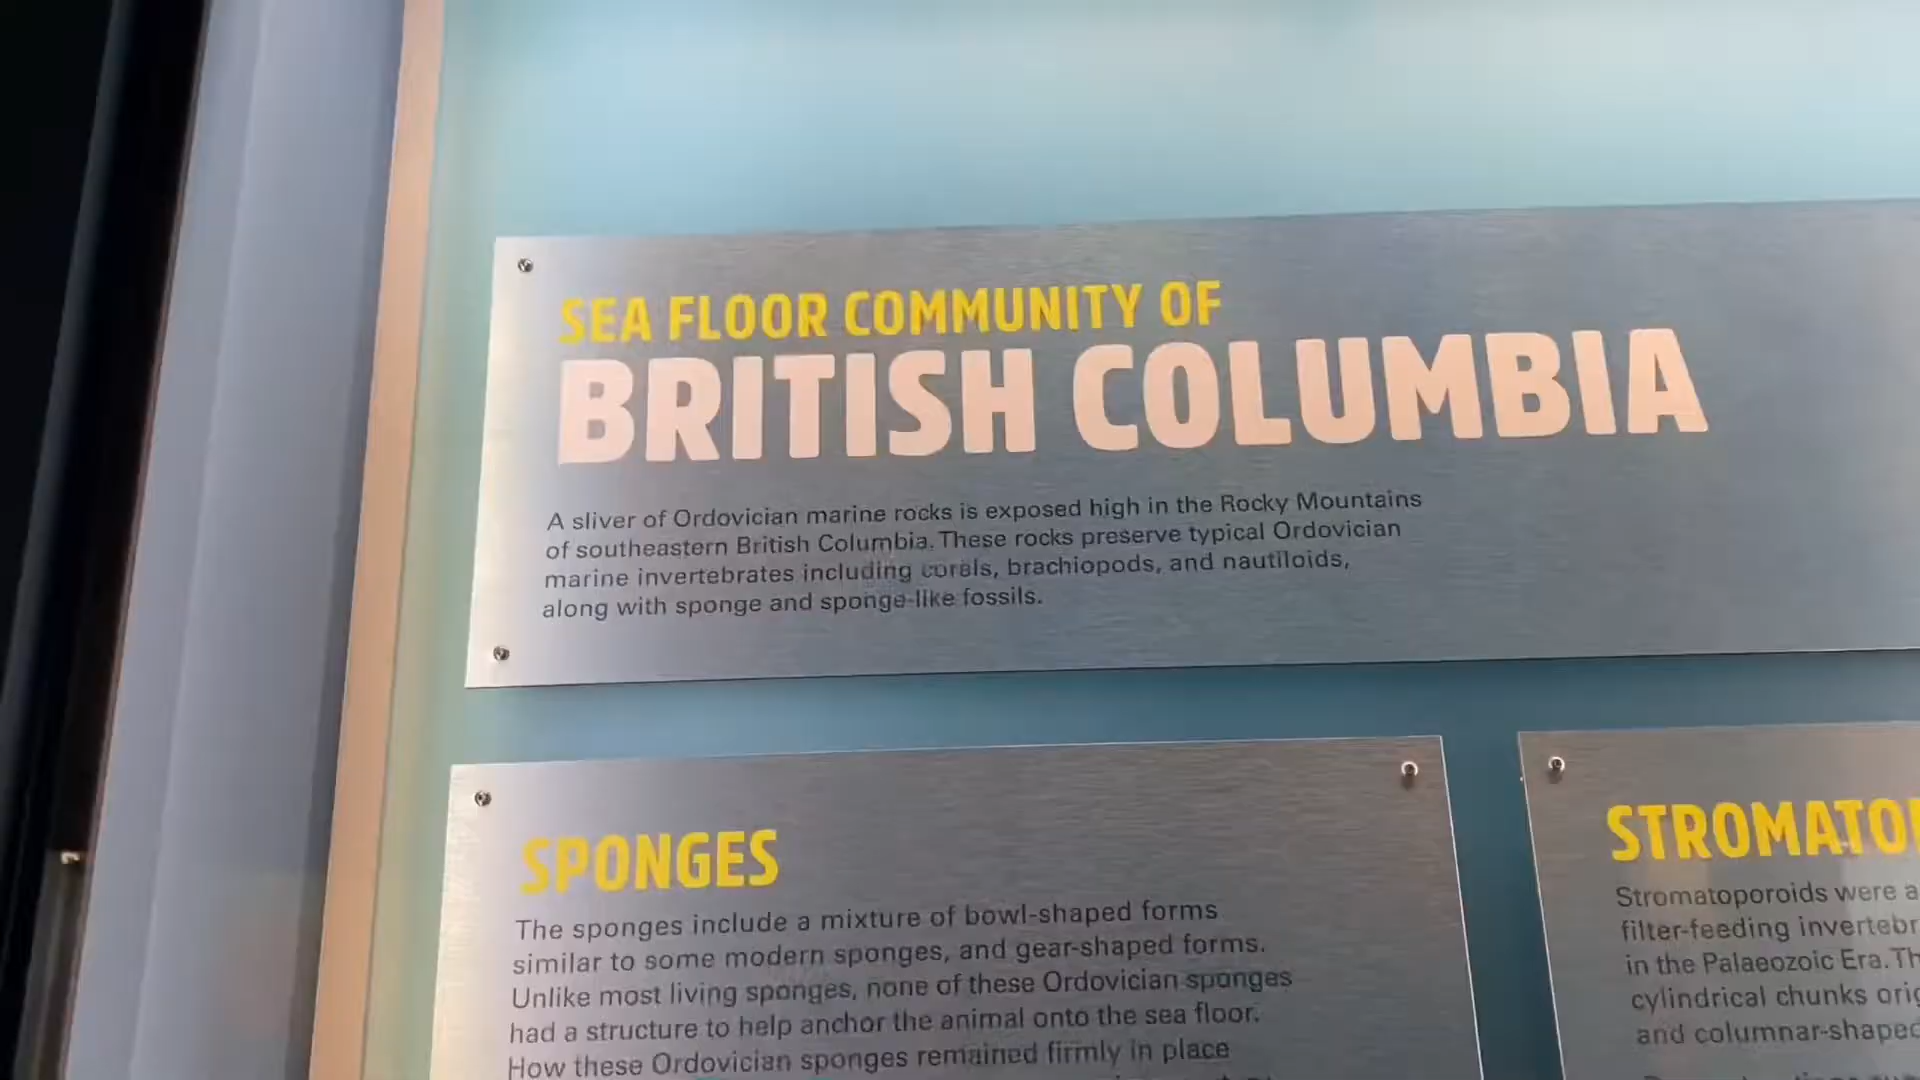 SEA FLOOR COMMUNITY OF
BRITISH COLUMBIA
A sliver of Ordovician marine rocks is exposed high in the Rocky Mountains
of southeastern British Columbia. These rocks preserve typical Ordovician
marine invertebrates including corals, brachiopods, and nautiloids,
along with sponge and sponge-like fossils.
SPONGES
The sponges include a mixture of bowl-shaped forms
similar to some modern sponges, and gear-shaped forms.
Unlike most living sponges, none of these Ordovician sponges
had a structure to help anchor the animal onto the sea floor.
How these Ordovician sponges remained firmly in place
Stromatoporoids were a
filter-feeding
in the Palaeozoic Era.
cylindrical chunks
and columnar-shaped